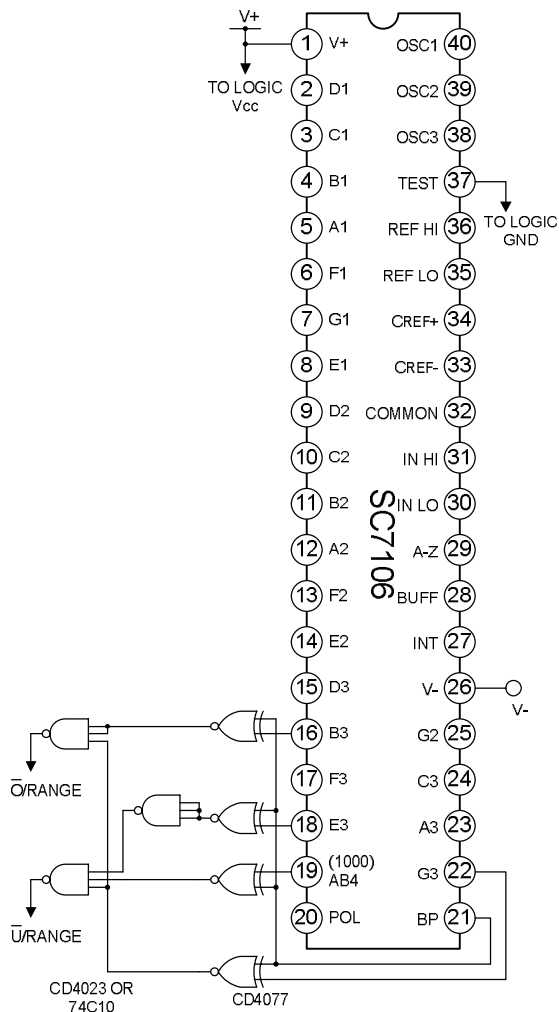 V+
1 V+ OSC1 40
TO LOGIC
Vcc
2 D1 OSC2 39
3 C1 OSC3 38
4 B1 TEST 37
TO LOGIC
GND
5 A1 REF HI 36
6 F1 REF LO 35
7 G1 CREF+ 34
8 E1 CREF- 33
9 D2 COMMON 32
10 C2 IN HI 31
11 B2 IN LO 30
SC7106
12 A2 A-Z 29
13 F2 BUFF 28
14 E2 INT 27
15 D3 V- 26
V-
16 B3 G2 25
O̅/RANGE
17 F3 C3 24
18 E3 A3 23
19 (1000)
AB4
G3 22
U̅/RANGE
20 POL BP 21
CD4023 OR
74C10
CD4077